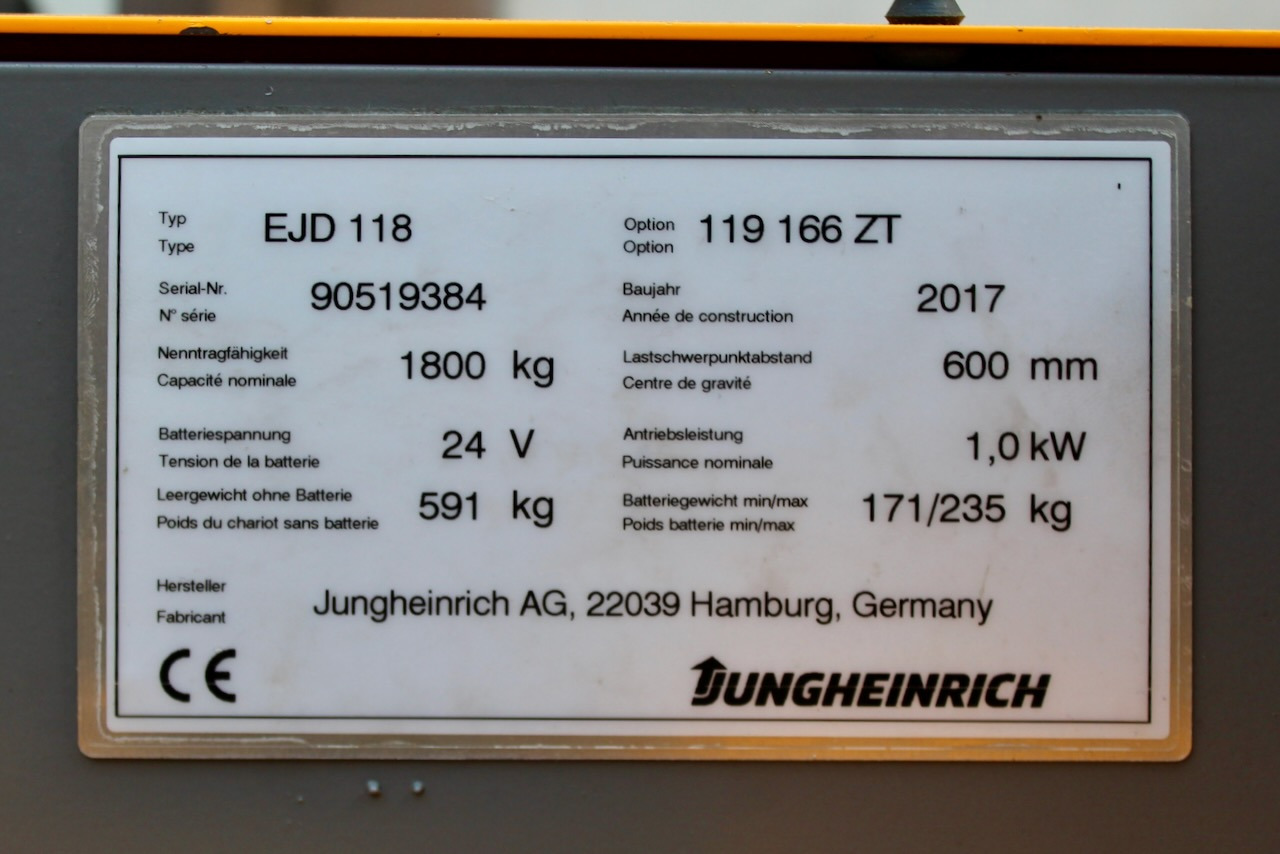 Typ
Type
EJD 118
Option
Option
119 166 ZT
Serial-Nr.
N° série
90519384
Baujahr
Année de construction
2017
Nenntragfähigkeit
Capacité nominale
1800 kg
Lastschwerpunktabstand
Centre de gravité
600 mm
Batteriespannung
Tension de la batterie
24 V
Antriebsleistung
Puissance nominale
1,0 kW
Leergewicht ohne Batterie
Poids du chariot sans batterie
591 kg
Batteriegewicht min/max
Poids batterie min/max
171/235 kg
Hersteller
Fabricant
Jungheinrich AG, 22039 Hamburg, Germany
CE
JUNGHEINRICH